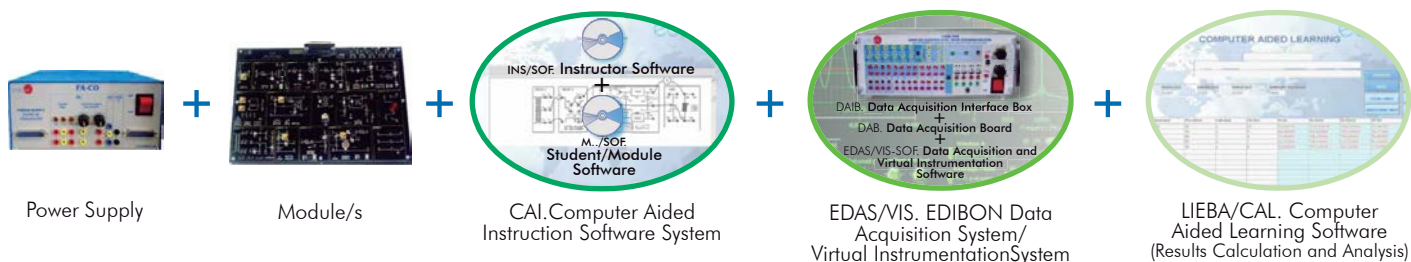 FA-CO
Power Supply
+
Module/s
+
INS/SOF. Instructor Software
+
M../SOF.
Student/Module
Software
CAI.Computer Aided
Instruction Software System
+
DAIB. Data Acquisition Interface Box
+
DAB. Data Acquisition Board
+
EDAS/VIS-SOF. Data Acquisition and
Virtual Instrumentation
Software
EDAS/VIS. EDIBON Data
Acquisition System/
Virtual InstrumentationSystem
+
COMPUTER AIDED LEARNING
LIEBA/CAL. Computer
Aided Learning Software
(Results Calculation and Analysis)